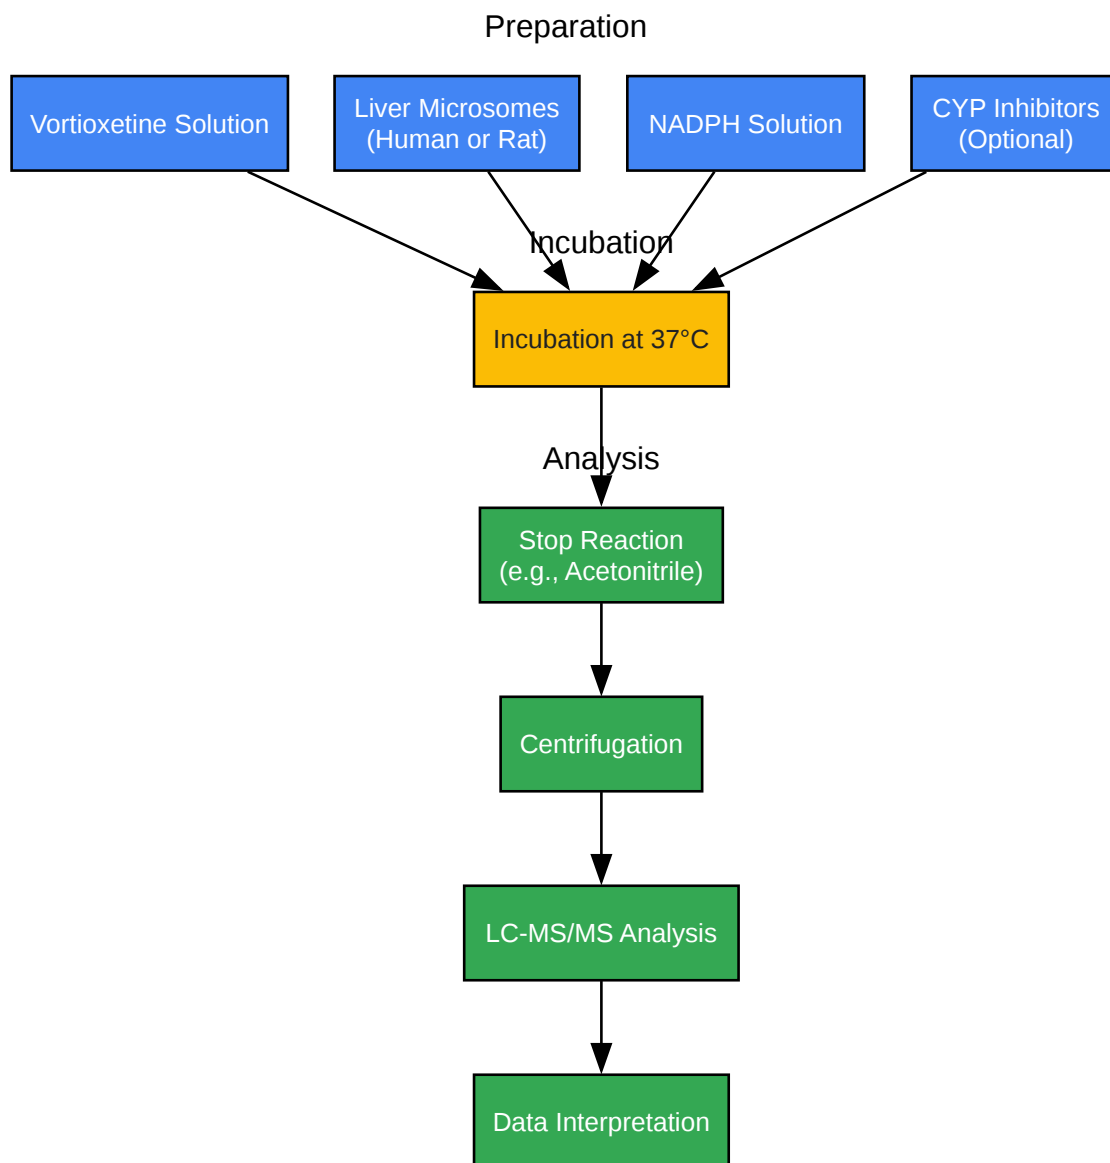 Preparation
Vortioxetine Solution
Liver Microsomes
(Human or Rat)
NADPH Solution
CYP Inhibitors
(Optional)
Incubation
Incubation at 37°C
Analysis
Stop Reaction
(e.g., Acetonitrile)
Centrifugation
LC-MS/MS Analysis
Data Interpretation